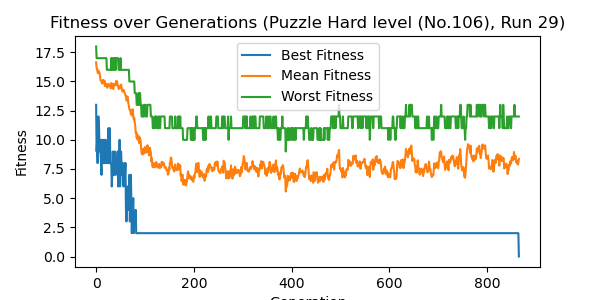 Fitness over Generations (Puzzle Hard level (No.106), Run 29)
17.5
15.0
12.5
10.0
7.5
5.0
2.5
0.0
Fitness
Best Fitness
Mean Fitness
Worst Fitness
0
200
400
600
800
Generation